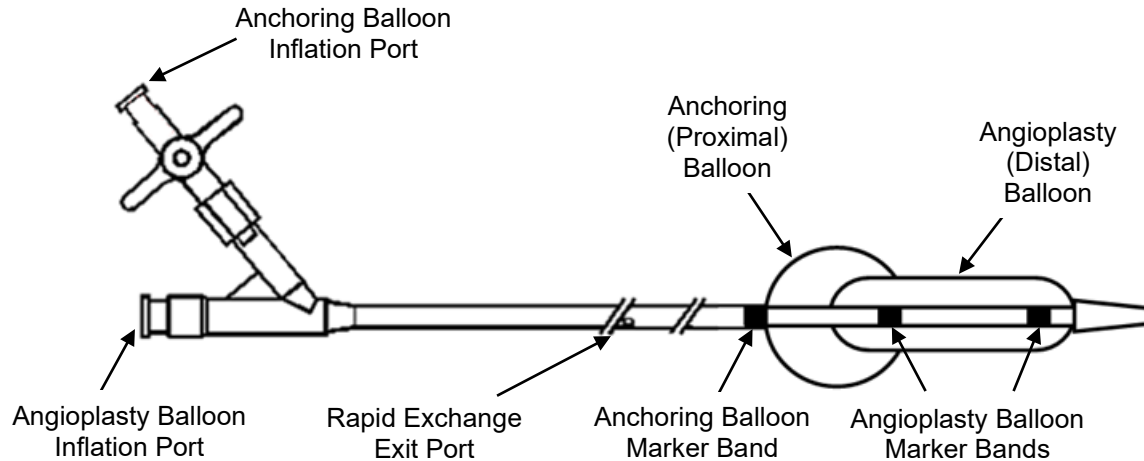 Anchoring Balloon
Inflation Port
Anchoring
(Proximal)
Balloon
Angioplasty
(Distal)
Balloon
Angioplasty Balloon
Inflation Port
Rapid Exchange
Exit Port
Anchoring Balloon
Marker Band
Angioplasty Balloon
Marker Bands